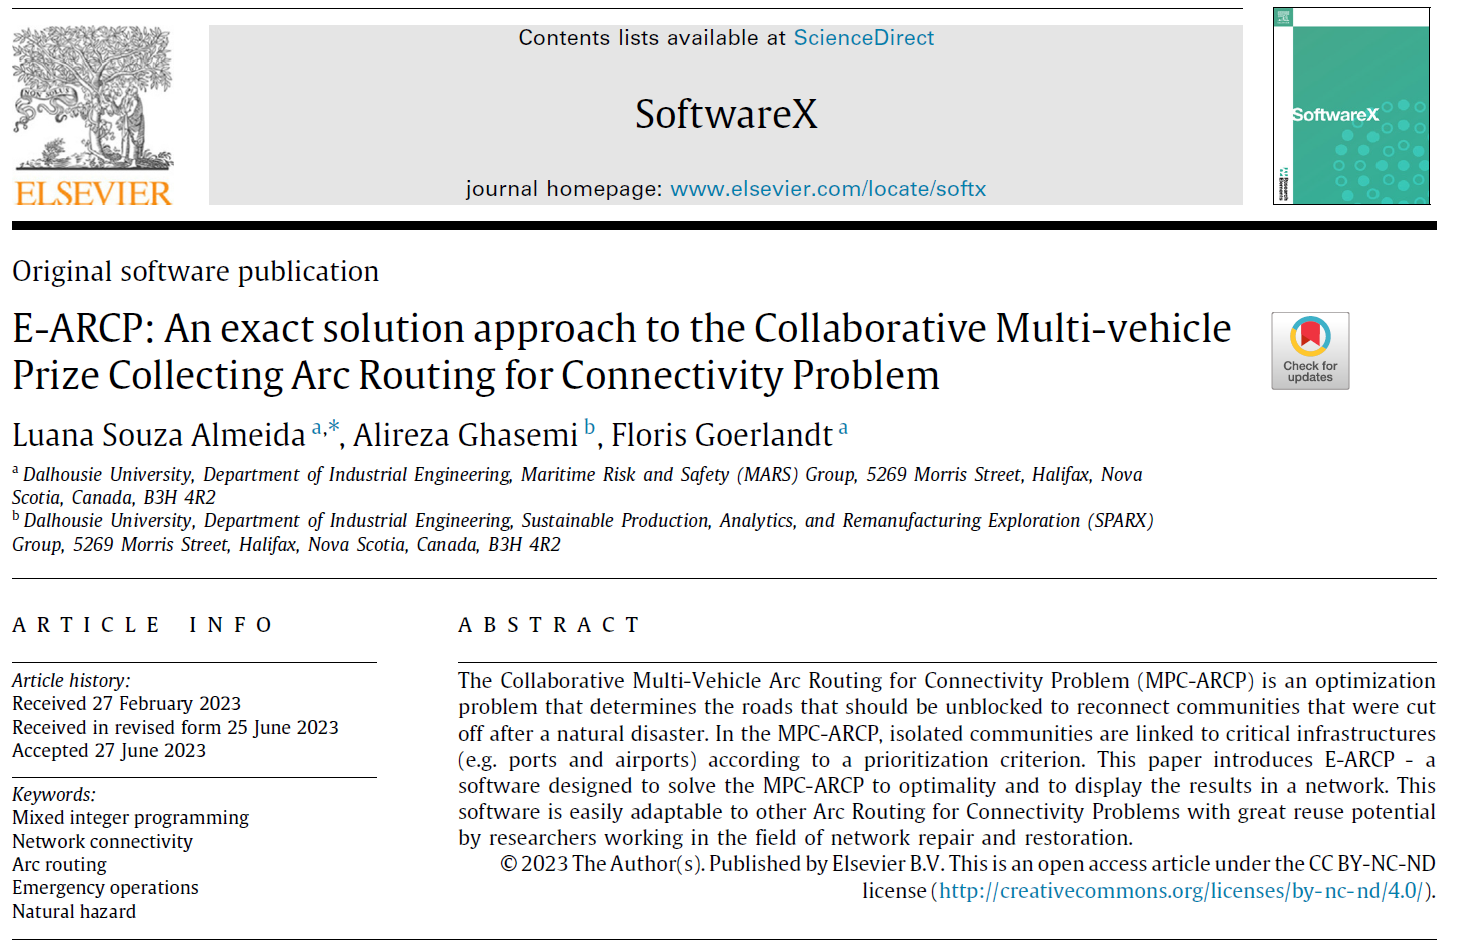 Contents lists available at ScienceDirect
SoftwareX
journal homepage: www.elsevier.com/locate/softx
NON SOLUS
ELSEVIER
SoftwareX
Original software publication
E-ARCP: An exact solution approach to the Collaborative Multi-vehicle
Prize Collecting Arc Routing for Connectivity Problem
Check for
updates
Luana Souza Almeida a,*, Alireza Ghasemi b, Floris Goerlandt a
a Dalhousie University, Department of Industrial Engineering, Maritime Risk and Safety (MARS) Group, 5269 Morris Street, Halifax, Nova
Scotia, Canada, B3H 4R2
b Dalhousie University, Department of Industrial Engineering, Sustainable Production, Analytics, and Remanufacturing Exploration (SPARX)
Group, 5269 Morris Street, Halifax, Nova Scotia, Canada, B3H 4R2
ARTICLE INFO
Article history:
Received 27 February 2023
Received in revised form 25 June 2023
Accepted 27 June 2023
Keywords:
Mixed integer programming
Network connectivity
Arc routing
Emergency operations
Natural hazard
ABSTRACT
The Collaborative Multi-Vehicle Arc Routing for Connectivity Problem (MPC-ARCP) is an optimization
problem that determines the roads that should be unblocked to reconnect communities that were cut
off after a natural disaster. In the MPC-ARCP, isolated communities are linked to critical infrastructures
(e.g. ports and airports) according to a prioritization criterion. This paper introduces E-ARCP - a
software designed to solve the MPC-ARCP to optimality and to display the results in a network. This
software is easily adaptable to other Arc Routing for Connectivity Problems with great reuse potential
by researchers working in the field of network repair and restoration.
© 2023 The Author(s). Published by Elsevier B.V. This is an open access article under the CC BY-NC-ND
license (http://creativecommons.org/licenses/by-nc-nd/4.0/).